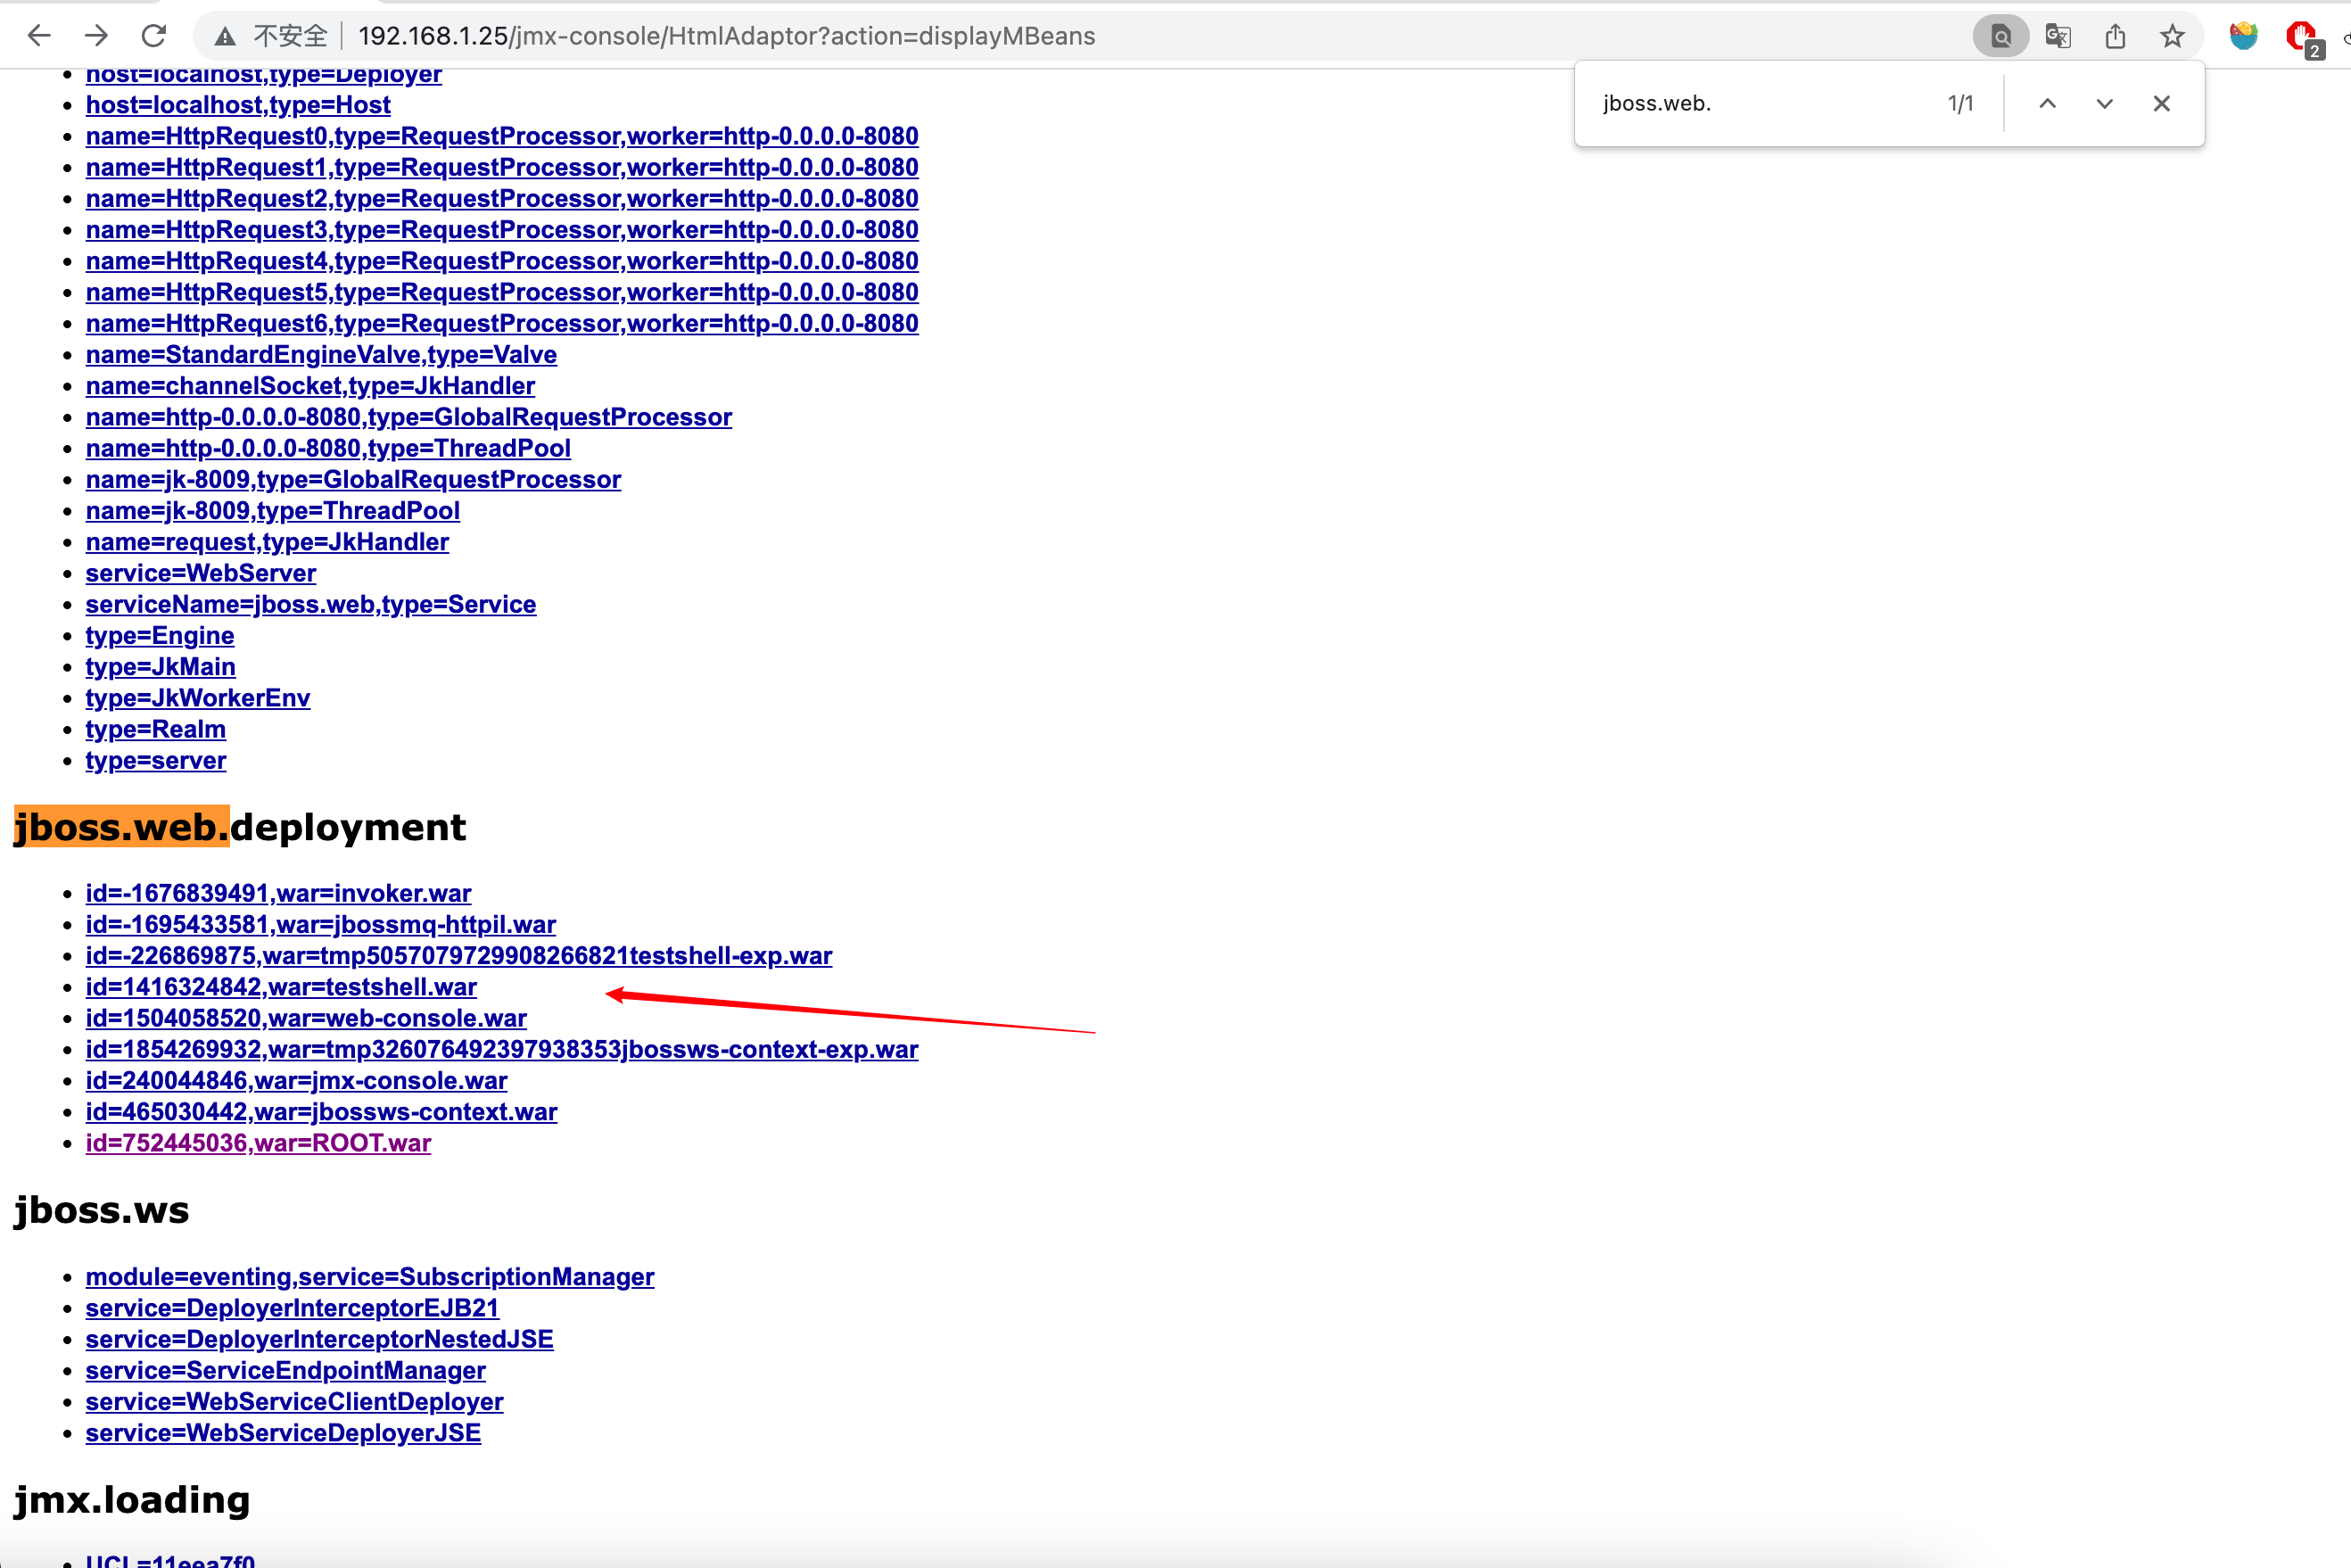 不安全 192.168.1.25/jmx-console/HtmlAdaptor?action=displayMBeans
2
jboss.web. 1/1
host=localhost,type=Deployer
host=localhost,type=Host
name=HttpRequest0,type=RequestProcessor,worker=http-0.0.0.0-8080
name=HttpRequest1,type=RequestProcessor,worker=http-0.0.0.0-8080
name=HttpRequest2,type=RequestProcessor,worker=http-0.0.0.0-8080
name=HttpRequest3,type=RequestProcessor,worker=http-0.0.0.0-8080
name=HttpRequest4,type=RequestProcessor,worker=http-0.0.0.0-8080
name=HttpRequest5,type=RequestProcessor,worker=http-0.0.0.0-8080
name=HttpRequest6,type=RequestProcessor,worker=http-0.0.0.0-8080
name=StandardEngineValve,type=Valve
name=channelSocket,type=JkHandler
name=http-0.0.0.0-8080,type=GlobalRequestProcessor
name=http-0.0.0.0-8080,type=ThreadPool
name=jk-8009,type=GlobalRequestProcessor
name=jk-8009,type=ThreadPool
name=request,type=JkHandler
service=WebServer
serviceName=jboss.web,type=Service
type=Engine
type=JkMain
type=JkWorkerEnv
type=Realm
type=server
jboss.web.deployment
id=-1676839491,war=invoker.war
id=-1695433581,war=jbossmq-httpil.war
id=-226869875,war=tmp5057079729908266821testshell-exp.war
id=1416324842,war=testshell.war
id=1504058520,war=web-console.war
id=1854269932,war=tmp326076492397938353jbossws-context-exp.war
id=240044846,war=jmx-console.war
id=465030442,war=jbossws-context.war
id=752445036,war=ROOT.war
jboss.ws
module=eventing,service=SubscriptionManager
service=DeployerInterceptorEJB21
service=DeployerInterceptorNestedJSE
service=ServiceEndpointManager
service=WebServiceClientDeployer
service=WebServiceDeployerJSE
jmx.loading
UCL=11eea7f0